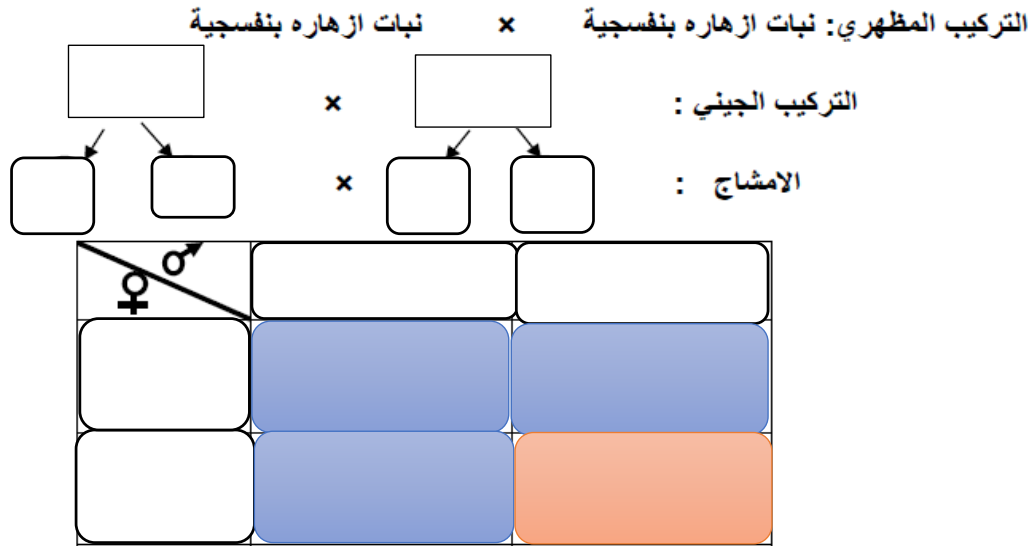 التركيب المظهري: نبات ازهاره بنفسجية × نبات ازهاره بنفسجية
التركيب الجيني : ×
الامشاج : ×
♂
♀